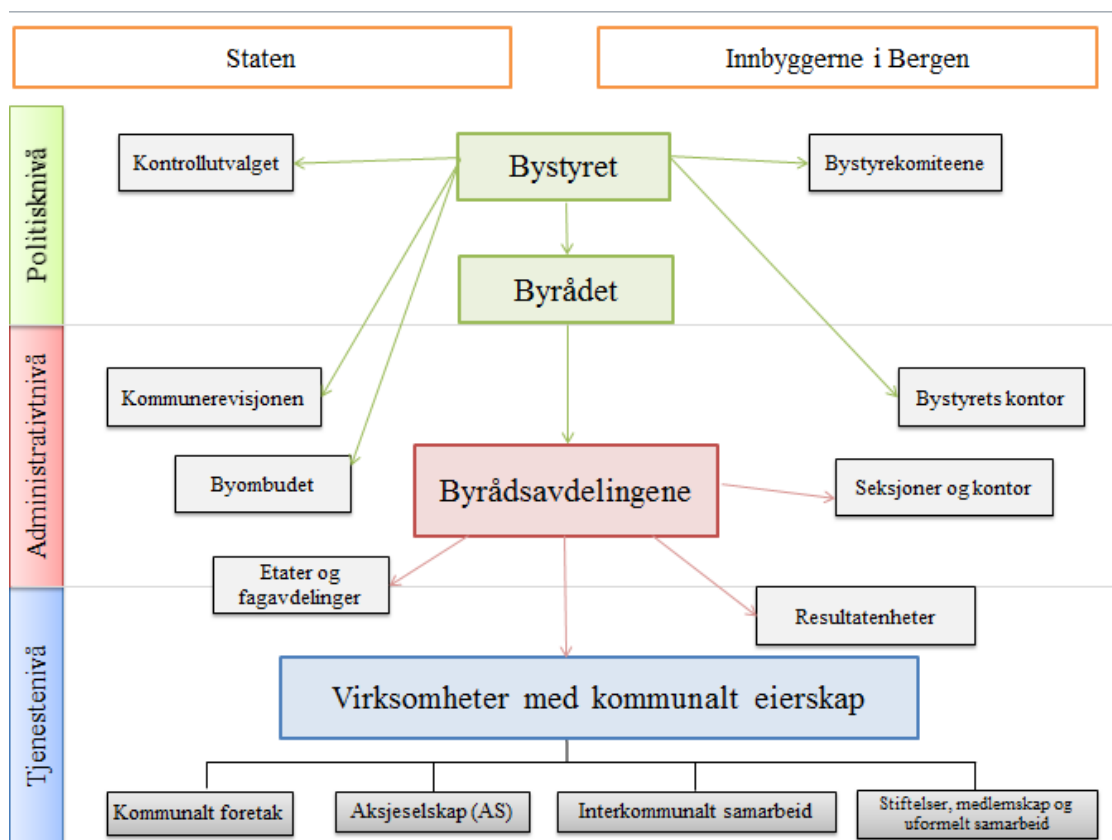 Staten
Innbyggerne i Bergen
Politisknivå
Kontrollutvalget
Bystyret
Bystyrekomiteene
Byrådet
Administrativtnivå
Kommunerevisjonen
Bystyrets kontor
Byombudet
Byrådsavdelingene
Seksjoner og kontor
Etater og
fagavdelinger
Resultatenheter
Tjenestenivå
Virksomheter med kommunalt eierskap
Kommunalt foretak
Aksjeselskap (AS)
Interkommunalt samarbeid
Stiftelser, medlemskap og
uformelt samarbeid